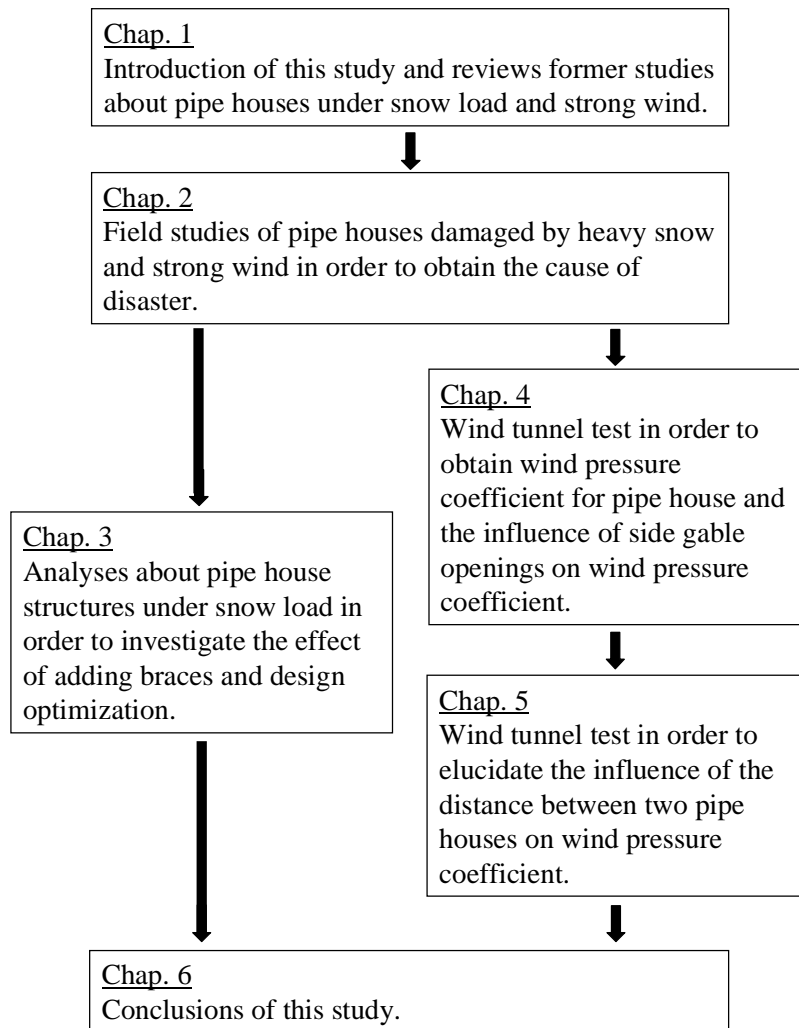 Chap. 1
Introduction of this study and reviews former studies
about pipe houses under snow load and strong wind.
Chap. 2
Field studies of pipe houses damaged by heavy snow
and strong wind in order to obtain the cause of
disaster.
Chap. 3
Analyses about pipe house
structures under snow load in
order to investigate the effect
of adding braces and design
optimization.
Chap. 4
Wind tunnel test in order to
obtain wind pressure
coefficient for pipe house and
the influence of side gable
openings on wind pressure
coefficient.
Chap. 5
Wind tunnel test in order to
elucidate the influence of the
distance between two pipe
houses on wind pressure
coefficient.
Chap. 6
Conclusions of this study.